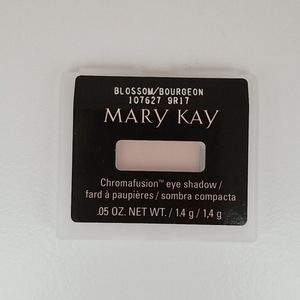 BLOSSOM/BOURGEON
107627 9R17
MARY KAY
Chromafusion™ eye shadow/
fard à paupières / sombra compacta
.05 OZ. NET WT. / 1.4 g / 1,4 g